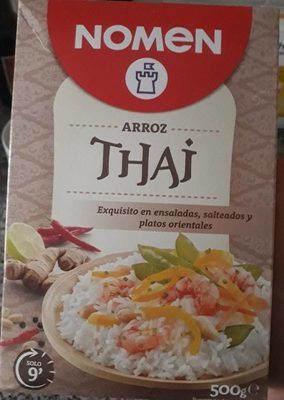 NOMEN
ARROZ
THAI
Exquisito en ensaladas, salteados y
platos orientales
SOLO
9'
500g